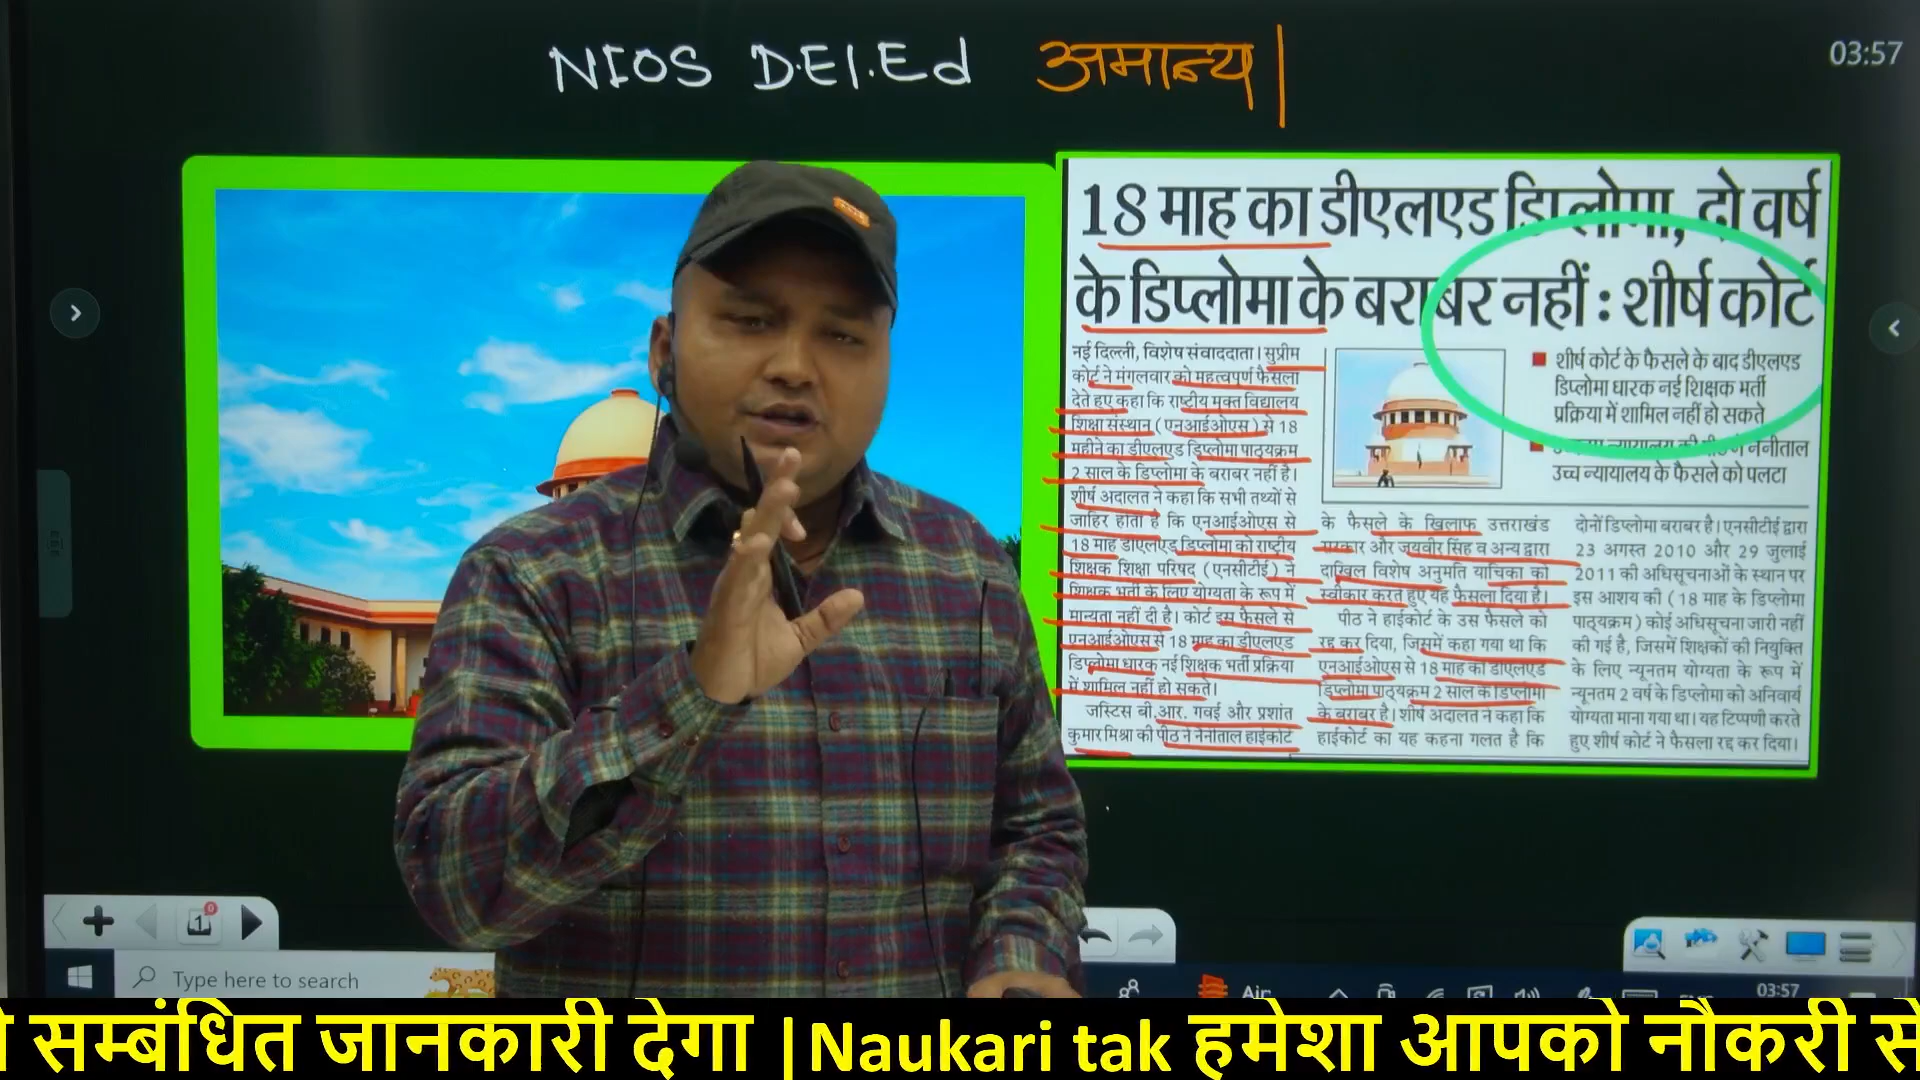 NIOS D.El.Ed अमान्य|
03:57
18 माह का डीएलएड डिप्लोमा, दो वर्ष
के डिप्लोमा के बराबर नहीं : शीर्ष कोर्ट
नई दिल्ली, विशेष संवाददाता। सुप्रीम
कोर्ट ने मंगलवार को महत्वपूर्ण फैसला
देते हुए कहा कि राष्टीय मुक्त विद्यालय
शिक्षा संस्थान (एनआईओएस) से 18
महीने का डीएलएड डिप्लोमा पाठ्यक्रम
2 साल के डिप्लोमा के बराबर नहीं है।
शीर्ष अदालत ने कहा कि सभी तथ्यों से
जाहिर होता है कि एनआईओएस से
18 माह डीएलएड डिप्लोमा को राष्टीय
शिक्षक शिक्षा परिषद (एनसीटीई) ने
शिक्षक भर्ती के लिए योग्यता के रूप में
मान्यता नहीं दी है। कोर्ट इस फैसले से
एनआईओएस से 18 माह का डीएलएड
डिप्लोमा धारक नई शिक्षक भर्ती प्रक्रिया
में शामिल नहीं हो सकते।
जस्टिस बी.आर. गवई और प्रशांत
कुमार मिश्रा की पीठ ने नैनीताल हाईकोर्ट
शीर्ष कोर्ट के फैसले के बाद डीएलएड
डिप्लोमा धारक नई शिक्षक भर्ती
प्रक्रिया में शामिल नहीं हो सकते
न्यायालय की नैनीताल
उच्च न्यायालय के फैसले को पलटा
के फैसले के खिलाफ उत्तराखंड
सरकार और जयवीर सिंह व अन्य द्वारा
दाखिल विशेष अनुमति याचिका को
स्वीकार करते हुए यह फैसला दिया है।
पीठ ने हाईकोर्ट के उस फैसले को
रद्द कर दिया, जिसमें कहा गया था कि
एनआईओएस से 18 माह का डीएलएड
डिप्लोमा पाठ्यक्रम 2 साल के डिप्लोमा
के बराबर है। शीर्ष अदालत ने कहा कि
हाईकोर्ट का यह कहना गलत है कि
दोनों डिप्लोमा बराबर है। एनसीटीई द्वारा
23 अगस्त 2010 और 29 जुलाई
2011 की अधिसूचनाओं के स्थान पर
इस आशय की (18 माह के डिप्लोमा
पाठ्यक्रम) कोई अधिसूचना जारी नहीं
की गई है, जिसमें शिक्षकों की नियुक्ति
के लिए न्यूनतम योग्यता के रूप में
न्यूनतम 2 वर्ष के डिप्लोमा को अनिवार्य
योग्यता माना गया था। यह टिप्पणी करते
हुए शीर्ष कोर्ट ने फैसला रद्द कर दिया।
1
Type here to search
Air
03:57
सम्बंधित जानकारी देगा |Naukari tak हमेशा आपको नौकरी से